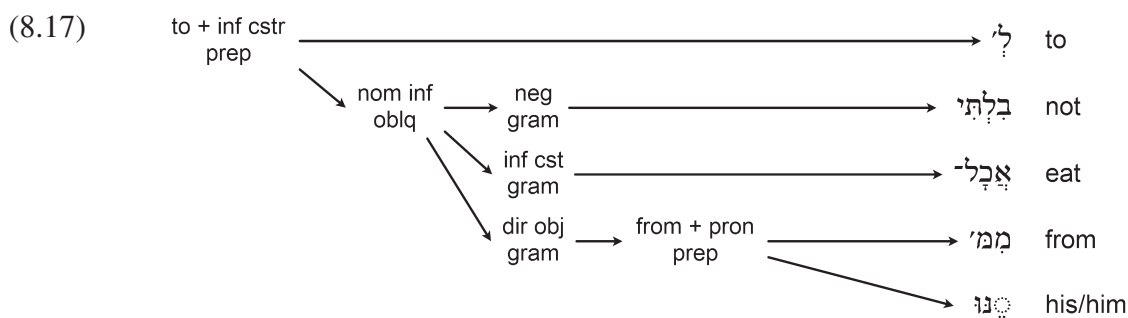 (8.17)
to + inf cstr
prep
לְ׳ to
nom inf
oblq
neg
gram
בִלְתִּי not
inf cst
gram
אֲכָל־ eat
dir obj
gram
from + pron
prep
מִמּ׳ from
◌ֶנּוּ his/him